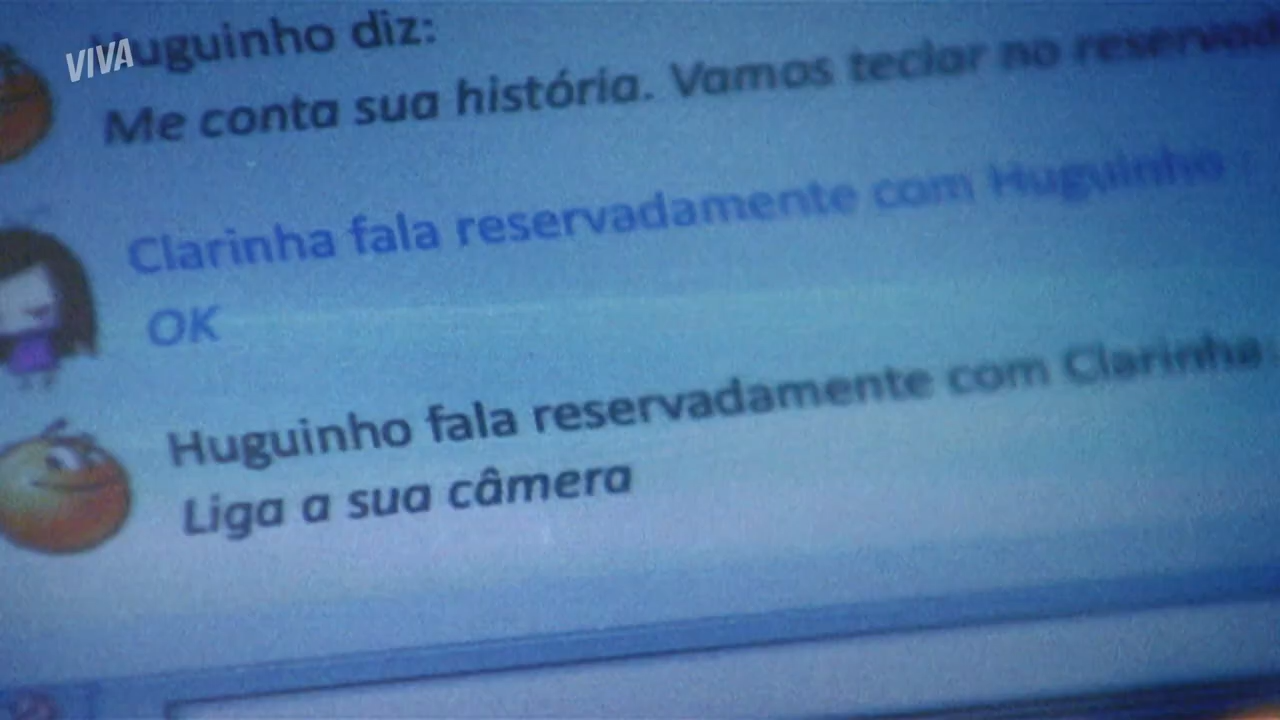 VIVA
Huguinho diz:
Me conta sua história. Vamos teclar no reservad
Clarinha fala reservadamente com Huguinho :
OK
Huguinho fala reservadamente com Clarinha:
Liga a sua câmera